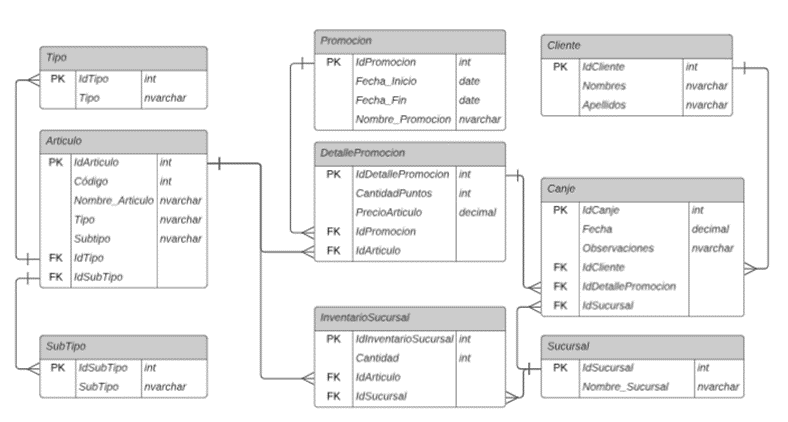 Tipo
PK IdTipo int
Tipo nvarchar
Articulo
PK IdArticulo int
Código int
Nombre_Articulo nvarchar
Tipo nvarchar
Subtipo nvarchar
FK IdTipo
FK IdSubTipo
SubTipo
PK IdSubTipo int
SubTipo nvarchar
Promocion
PK IdPromocion int
Fecha_Inicio date
Fecha_Fin date
Nombre_Promocion nvarchar
DetallePromocion
PK IdDetallePromocion int
CantidadPuntos int
PrecioArticulo decimal
FK IdPromocion
FK IdArticulo
InventarioSucursal
PK IdInventarioSucursal int
Cantidad int
FK IdArticulo
FK IdSucursal
Cliente
PK IdCliente int
Nombres nvarchar
Apellidos nvarchar
Canje
PK IdCanje int
Fecha decimal
Observaciones nvarchar
FK IdCliente
FK IdDetallePromocion
FK IdSucursal
Sucursal
PK IdSucursal int
Nombre_Sucursal nvarchar